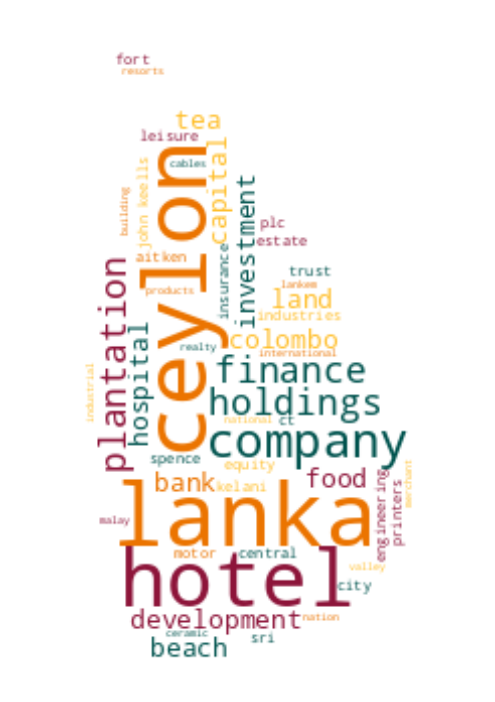 fort
resorts
tea
leisure
cables
ceylon
capital
john keells
building
investment
plc
estate
aitken
insurance
plantation
trust
lankem
products
land
industries
hospital
colombo
realty
international
finance
industrial
holdings
national
ct
company
spence
equity
bank
kelani
food
engineering
printers
merchant
lanka
malay
motor
central
valley
hotel
city
development
nation
ceramic
sri
beach